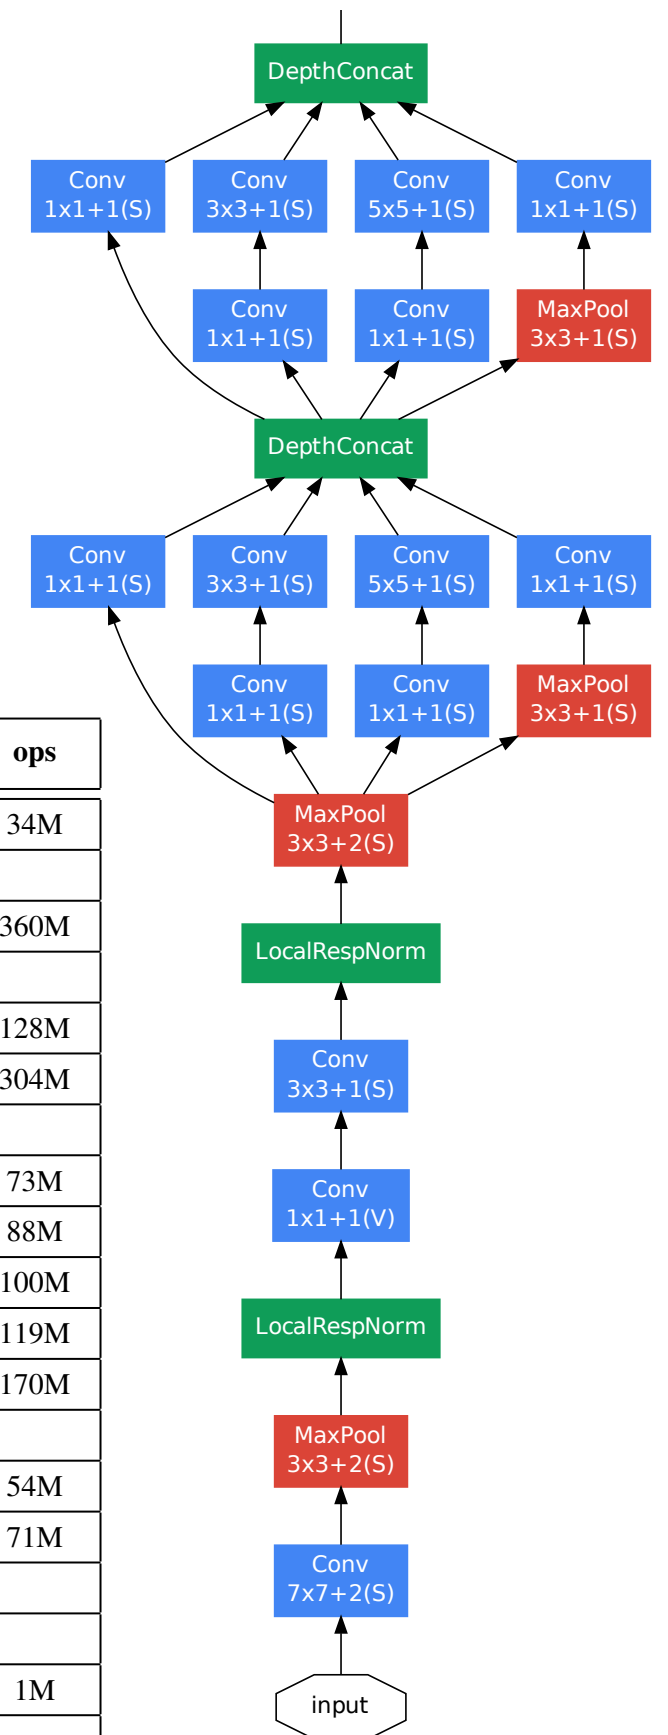 DepthConcat
Conv Conv Conv Conv
1x1+1(S) 3x3+1(S) 5x5+1(S) 1x1+1(S)
Conv Conv MaxPool
1x1+1(S) 1x1+1(S) 3x3+1(S)
DepthConcat
Conv Conv Conv Conv
1x1+1(S) 3x3+1(S) 5x5+1(S) 1x1+1(S)
Conv Conv MaxPool
1x1+1(S) 1x1+1(S) 3x3+1(S)
MaxPool
3x3+2(S)
LocalRespNorm
Conv
3x3+1(S)
Conv
1x1+1(V)
LocalRespNorm
MaxPool
3x3+2(S)
Conv
7x7+2(S)
input
ops
34M
360M
128M
304M
73M
88M
100M
119M
170M
54M
71M
1M